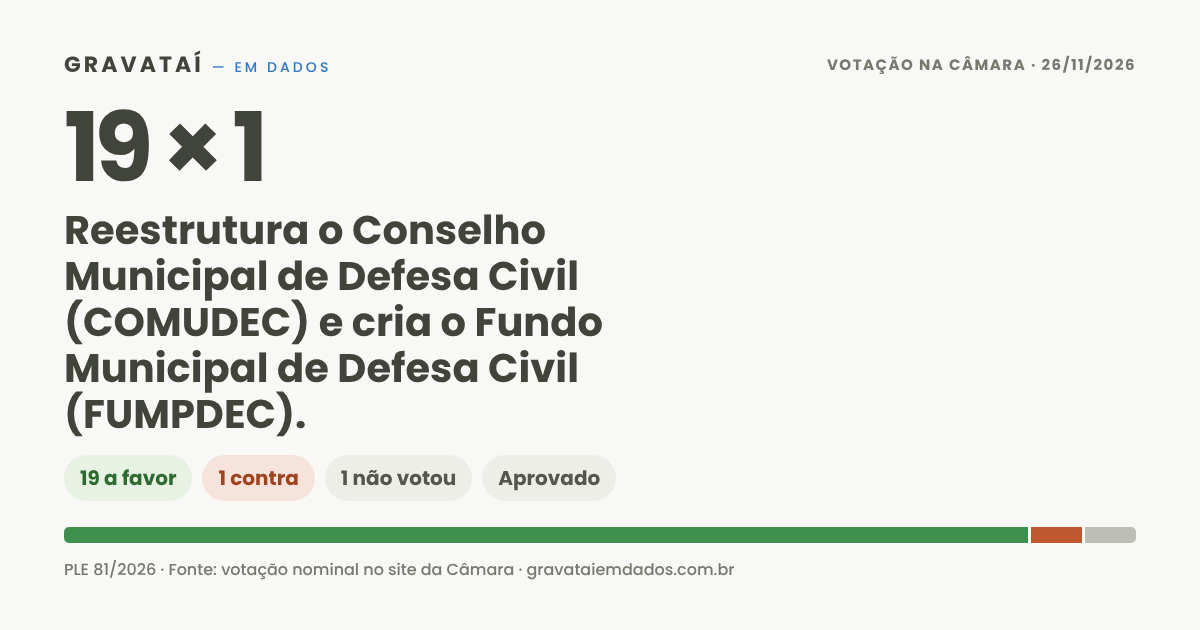 GRAVATAÍ — EM DADOS
VOTAÇÃO NA CÂMARA · 26/11/2026
19 × 1
Reestrutura o Conselho
Municipal de Defesa Civil
(COMUDEC) e cria o Fundo
Municipal de Defesa Civil
(FUMPDEC).
19 a favor
1 contra
1 não votou
Aprovado
PLE 81/2026 · Fonte: votação nominal no site da Câmara · gravataiemdados.com.br